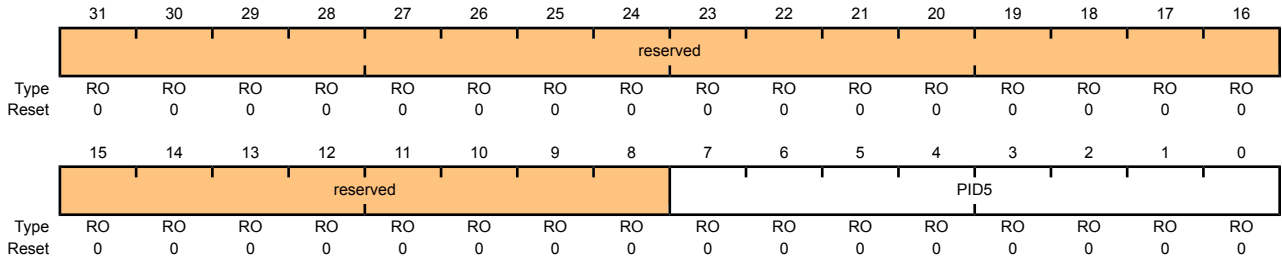 31 30 29 28 27 26 25 24 23 22 21 20 19 18 17 16
reserved
Type RO RO RO RO RO RO RO RO RO RO RO RO RO RO RO RO
Reset 0 0 0 0 0 0 0 0 0 0 0 0 0 0 0 0
15 14 13 12 11 10 9 8 7 6 5 4 3 2 1 0
reserved PID5
Type RO RO RO RO RO RO RO RO RO RO RO RO RO RO RO RO
Reset 0 0 0 0 0 0 0 0 0 0 0 0 0 0 0 0